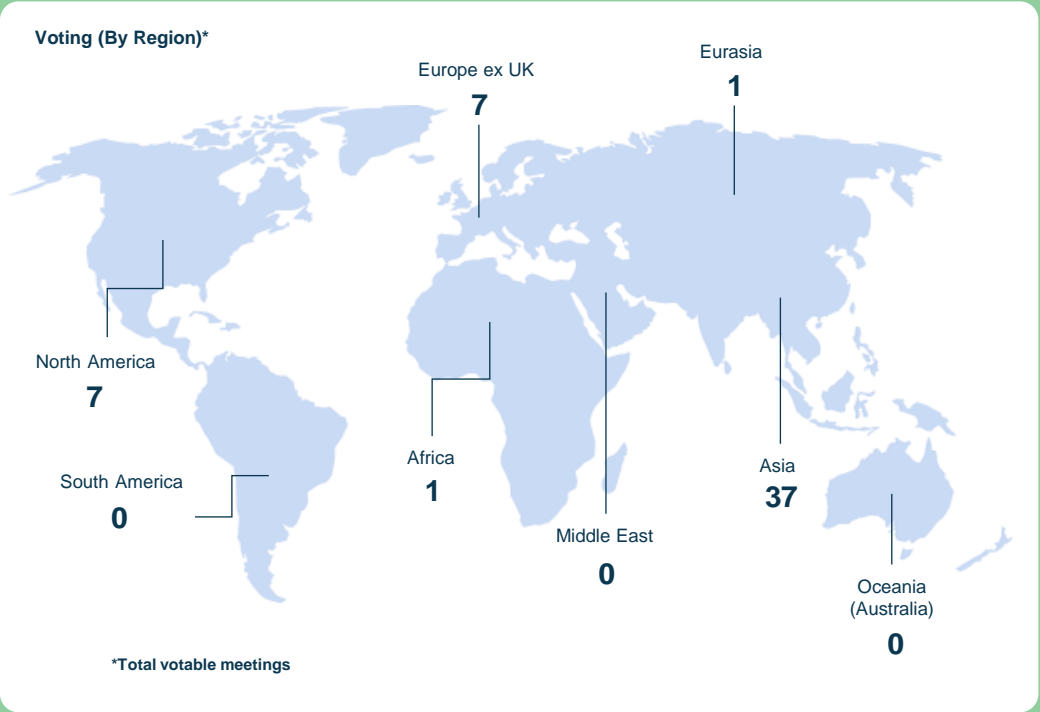 Voting (By Region)*
Eurasia
1
Europe ex UK
7
North America
7
South America
0
Africa
1
Middle East
0
Asia
37
Oceania
(Australia)
0
*Total votable meetings